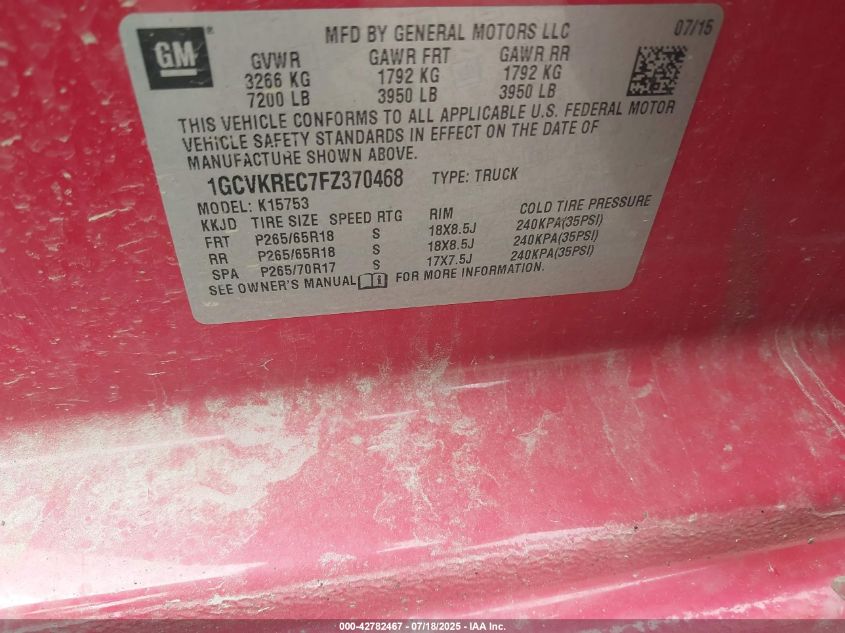 GM ®
MFD BY GENERAL MOTORS LLC 07/15
GVWR GAWR FRT GAWR RR
3266 KG 1792 KG 1792 KG
7200 LB 3950 LB 3950 LB
THIS VEHICLE CONFORMS TO ALL APPLICABLE U.S. FEDERAL MOTOR
VEHICLE SAFETY STANDARDS IN EFFECT ON THE DATE OF
MANUFACTURE SHOWN ABOVE.
1GCVKREC7FZ370468 TYPE: TRUCK
MODEL: K15753
KKJD TIRE SIZE SPEED RTG RIM COLD TIRE PRESSURE
FRT P265/65R18 S 18X8.5J 240KPA(35PSI)
RR P265/65R18 S 18X8.5J 240KPA(35PSI)
SPA P265/70R17 S 17X7.5J 240KPA(35PSI)
SEE OWNER'S MANUAL FOR MORE INFORMATION.
000-42782467 - 07/18/2025 - IAA Inc.